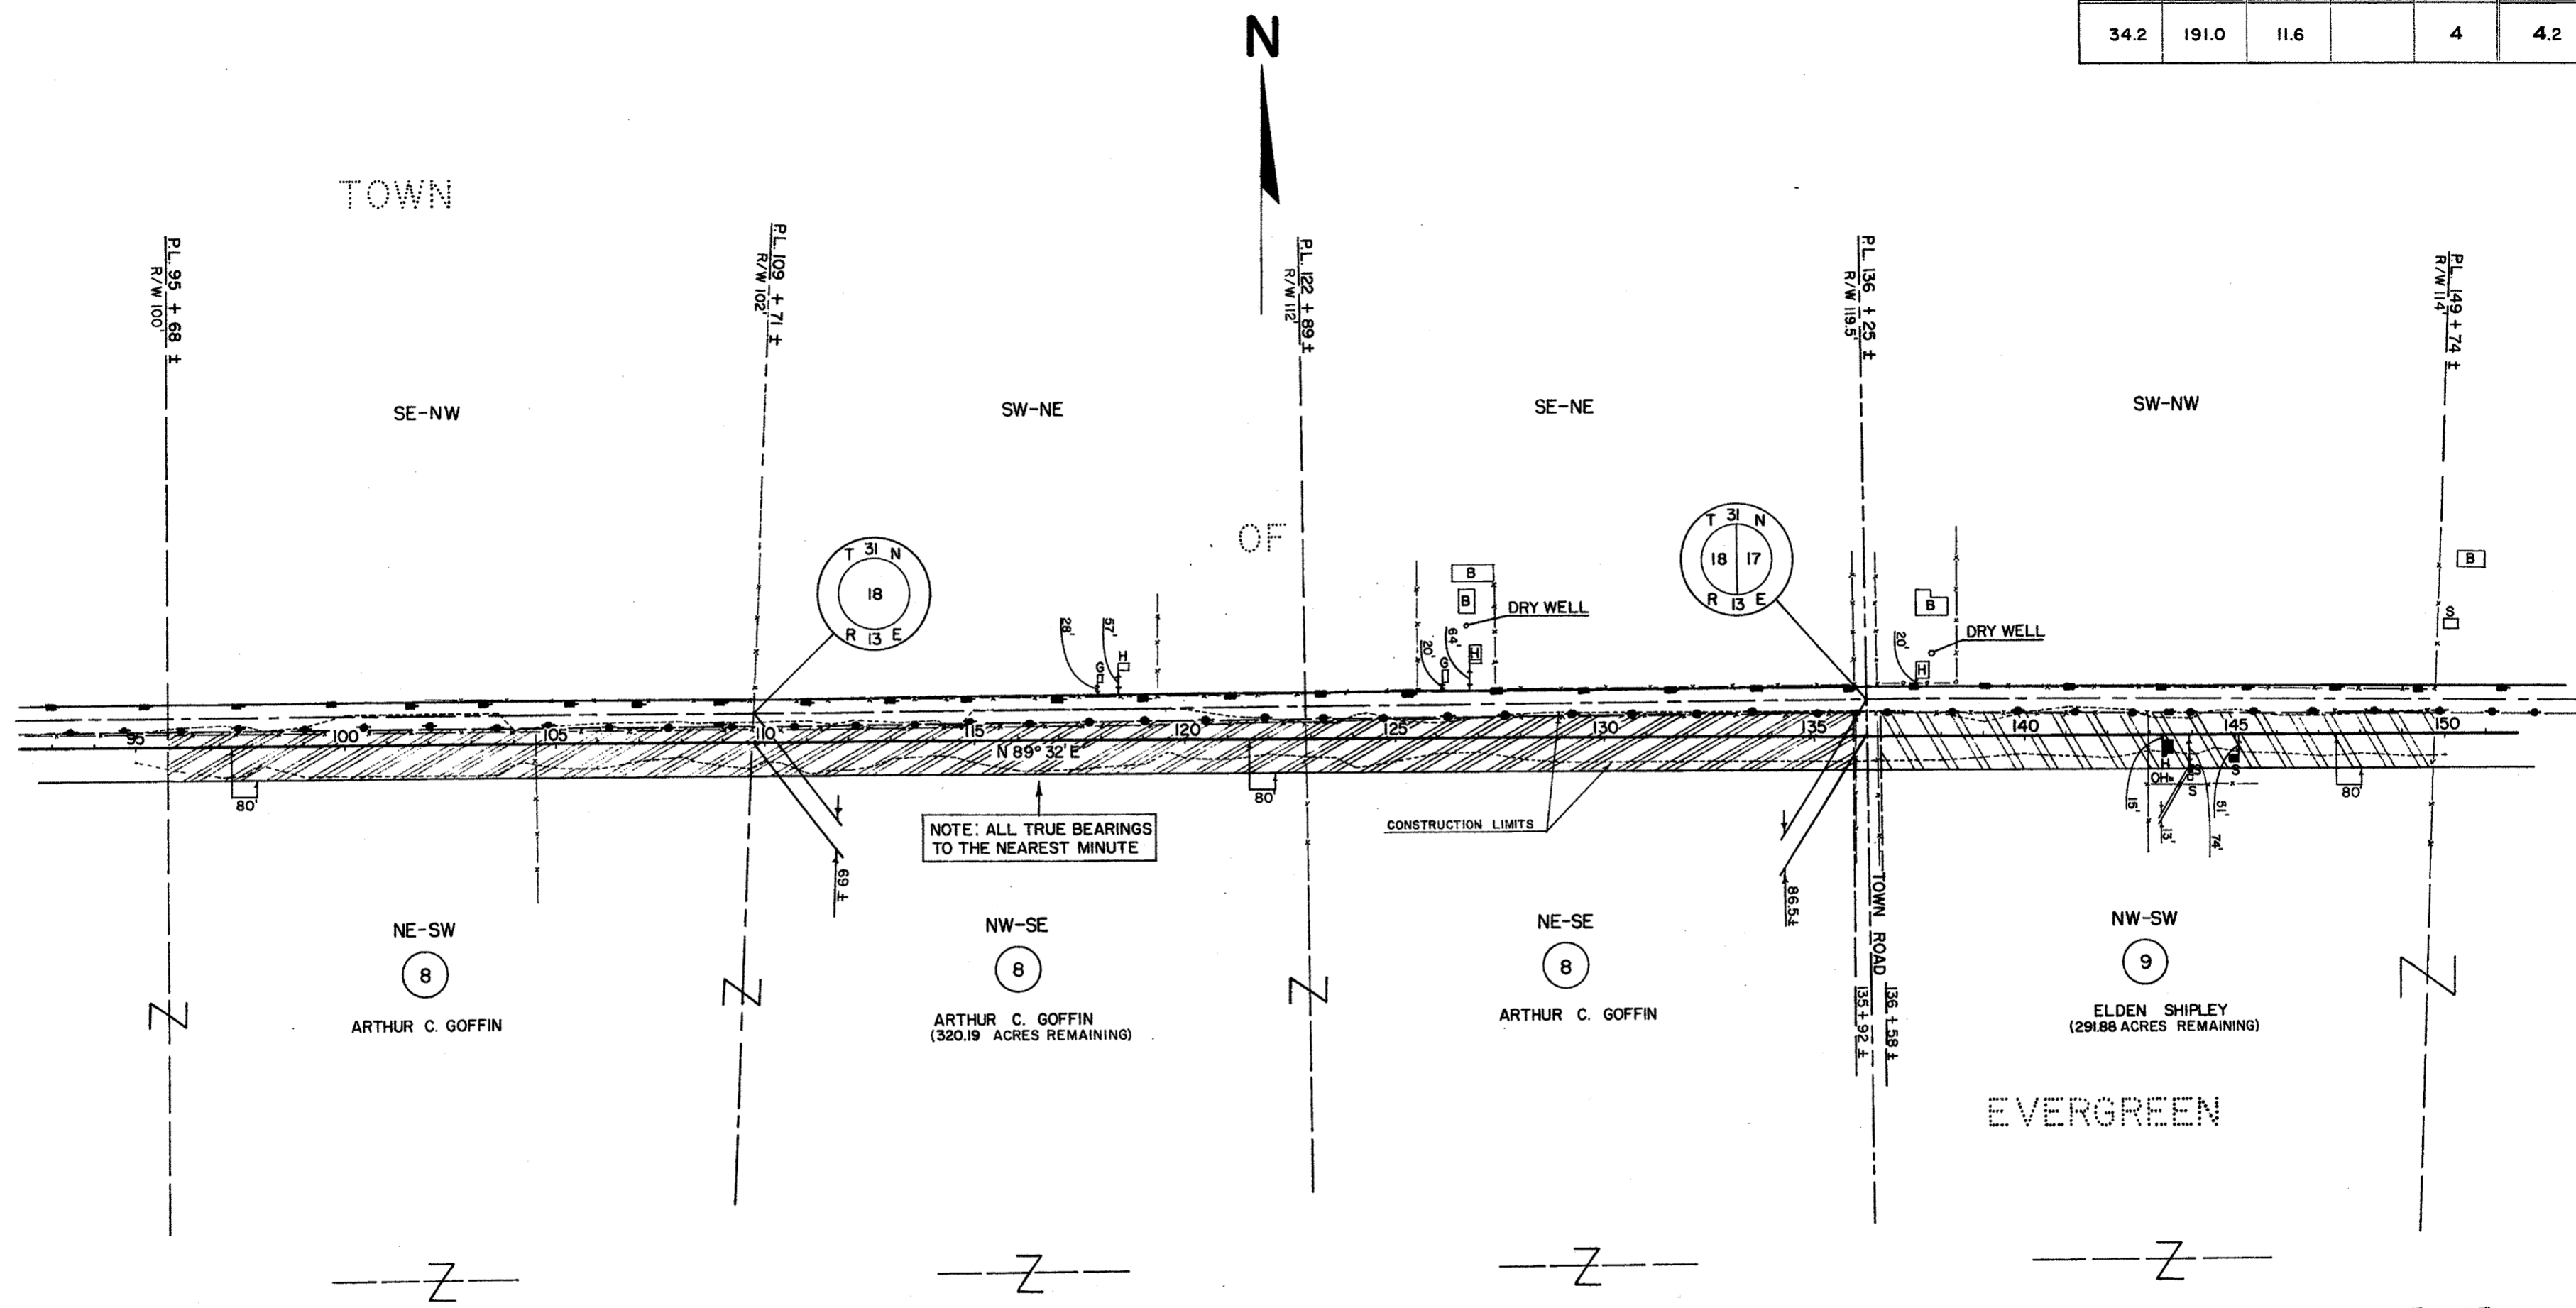 34.2 191.0 11.6 4 4.2
N
TOWN
P.L. 95 + 68 ±
R/W 100'
P.L. 109 + 71 ±
R/W 102'
P.L. 122 + 89 ±
R/W 112'
P.L. 136 + 25 ±
R/W 119.5'
P.L. 149 + 74 ±
R/W 114'
SE-NW
SW-NE
SE-NE
SW-NW
OF
T 31 N
18
R 13 E
T 31 N
18 17
R 13 E
28'
57'
G
H
B
B
DRY WELL
20'
64'
G
H
B
DRY WELL
20'
H
B
S
95 100 105 110 115 120 125 130 135 140 145 150
N 89° 32' E
80'
80'
80'
H
OH
S
S
S
15'
13'
51'
74'
NOTE: ALL TRUE BEARINGS
TO THE NEAREST MINUTE
CONSTRUCTION LIMITS
69 ±
86.5±
TOWN ROAD
135+92 ±
136 + 58 ±
NE-SW
8
ARTHUR C. GOFFIN
NW-SE
8
ARTHUR C. GOFFIN
(320.19 ACRES REMAINING)
NE-SE
8
ARTHUR C. GOFFIN
NW-SW
9
ELDEN SHIPLEY
(291.88 ACRES REMAINING)
EVERGREEN